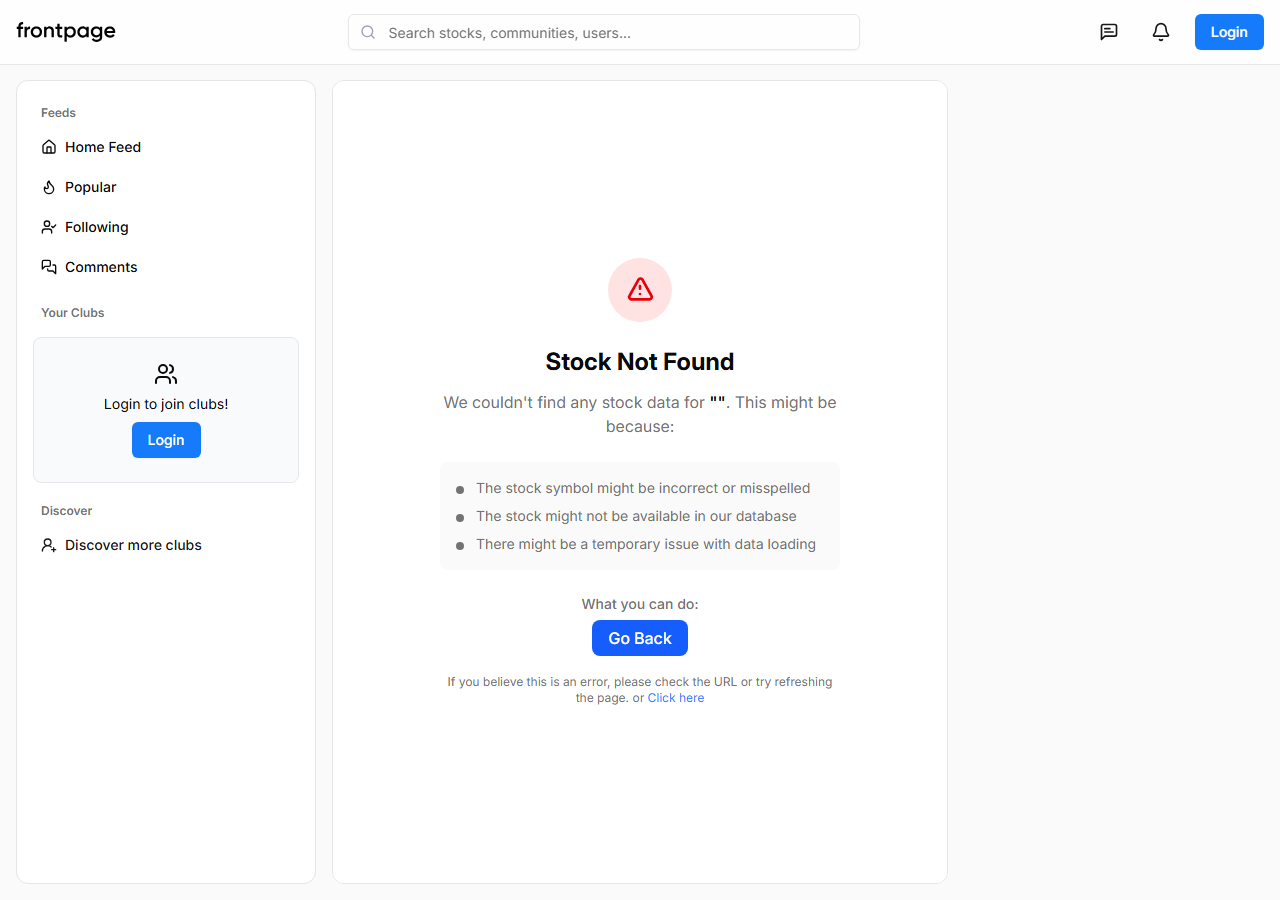 frontpage
Search stocks, communities, users...
Login
Feeds
Home Feed
Popular
Following
Comments
Your Clubs
Login to join clubs!
Login
Discover
Discover more clubs
Stock Not Found
We couldn't find any stock data for "". This might be
because:
The stock symbol might be incorrect or misspelled
The stock might not be available in our database
There might be a temporary issue with data loading
What you can do:
Go Back
If you believe this is an error, please check the URL or try refreshing
the page. or Click here